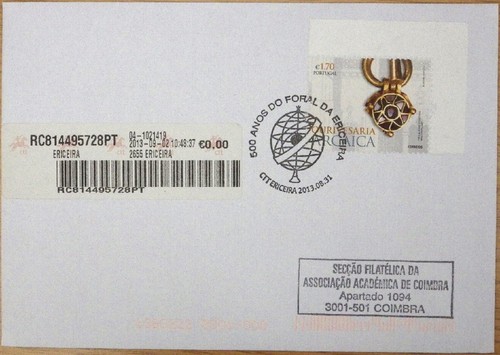 €1.70
PORTUGAL
OURIVESARIA
ARCAICA
500 ANOS DO FORAL DA ERICEIRA
CTT ERICEIRA 2013.08.31
RC814495728PT
04-1021419
2013-09-02 10:48:37 €0.00
ERICEIRA 2655 ERICEIRA
RC814495728PT
SECÇÃO FILATÉLICA DA
ASSOCIAÇÃO ACADÉMICA DE COIMBRA
Apartado 1094
3001-501 COIMBRA